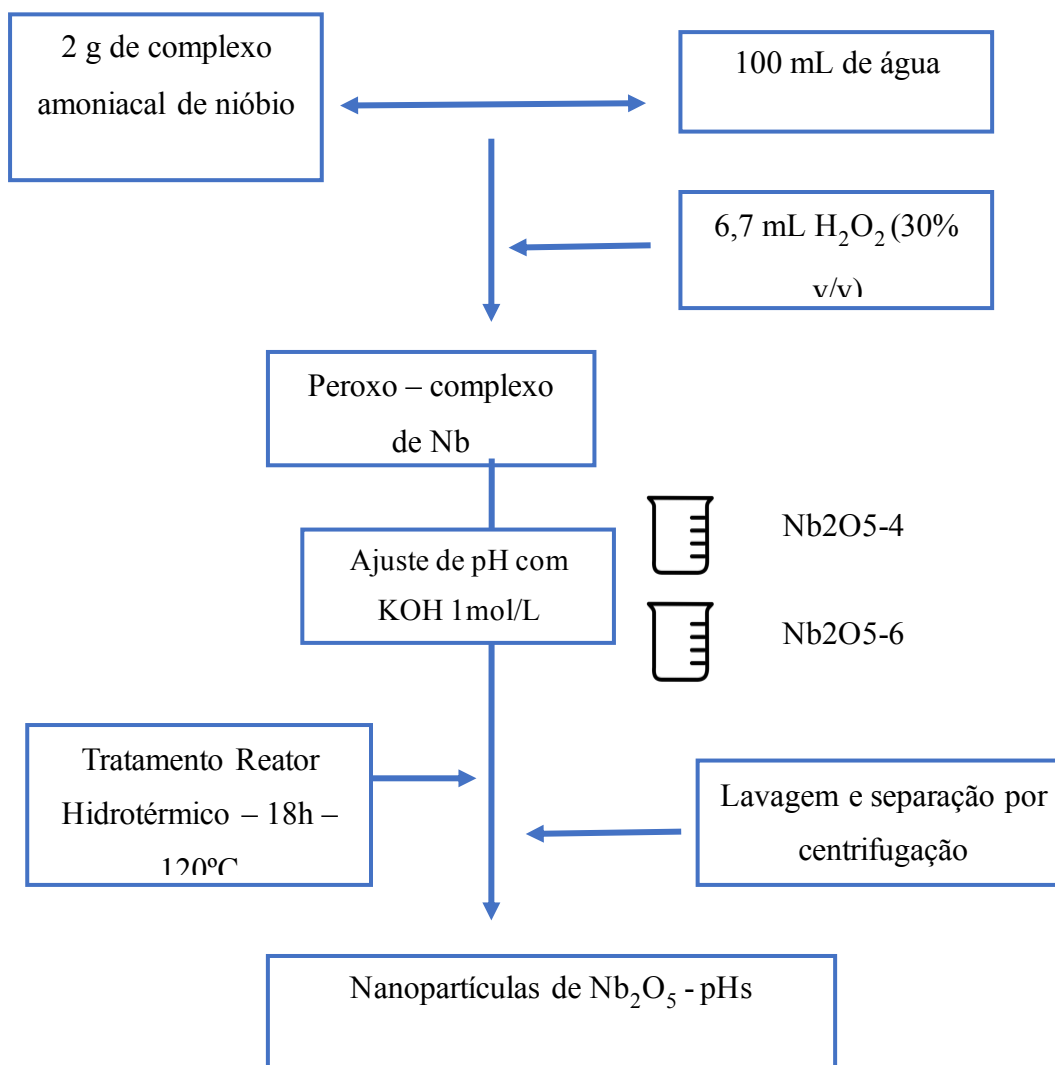 2 g de complexo
amoniacal de nióbio
100 mL de água
6,7 mL H₂O₂ (30%
v/v)
Peroxo – complexo
de Nb
Ajuste de pH com
KOH 1mol/L
Nb2O5-4
Nb2O5-6
Tratamento Reator
Hidrotérmico – 18h –
120ºC
Lavagem e separação por
centrifugação
Nanopartículas de Nb₂O₅ - pHs